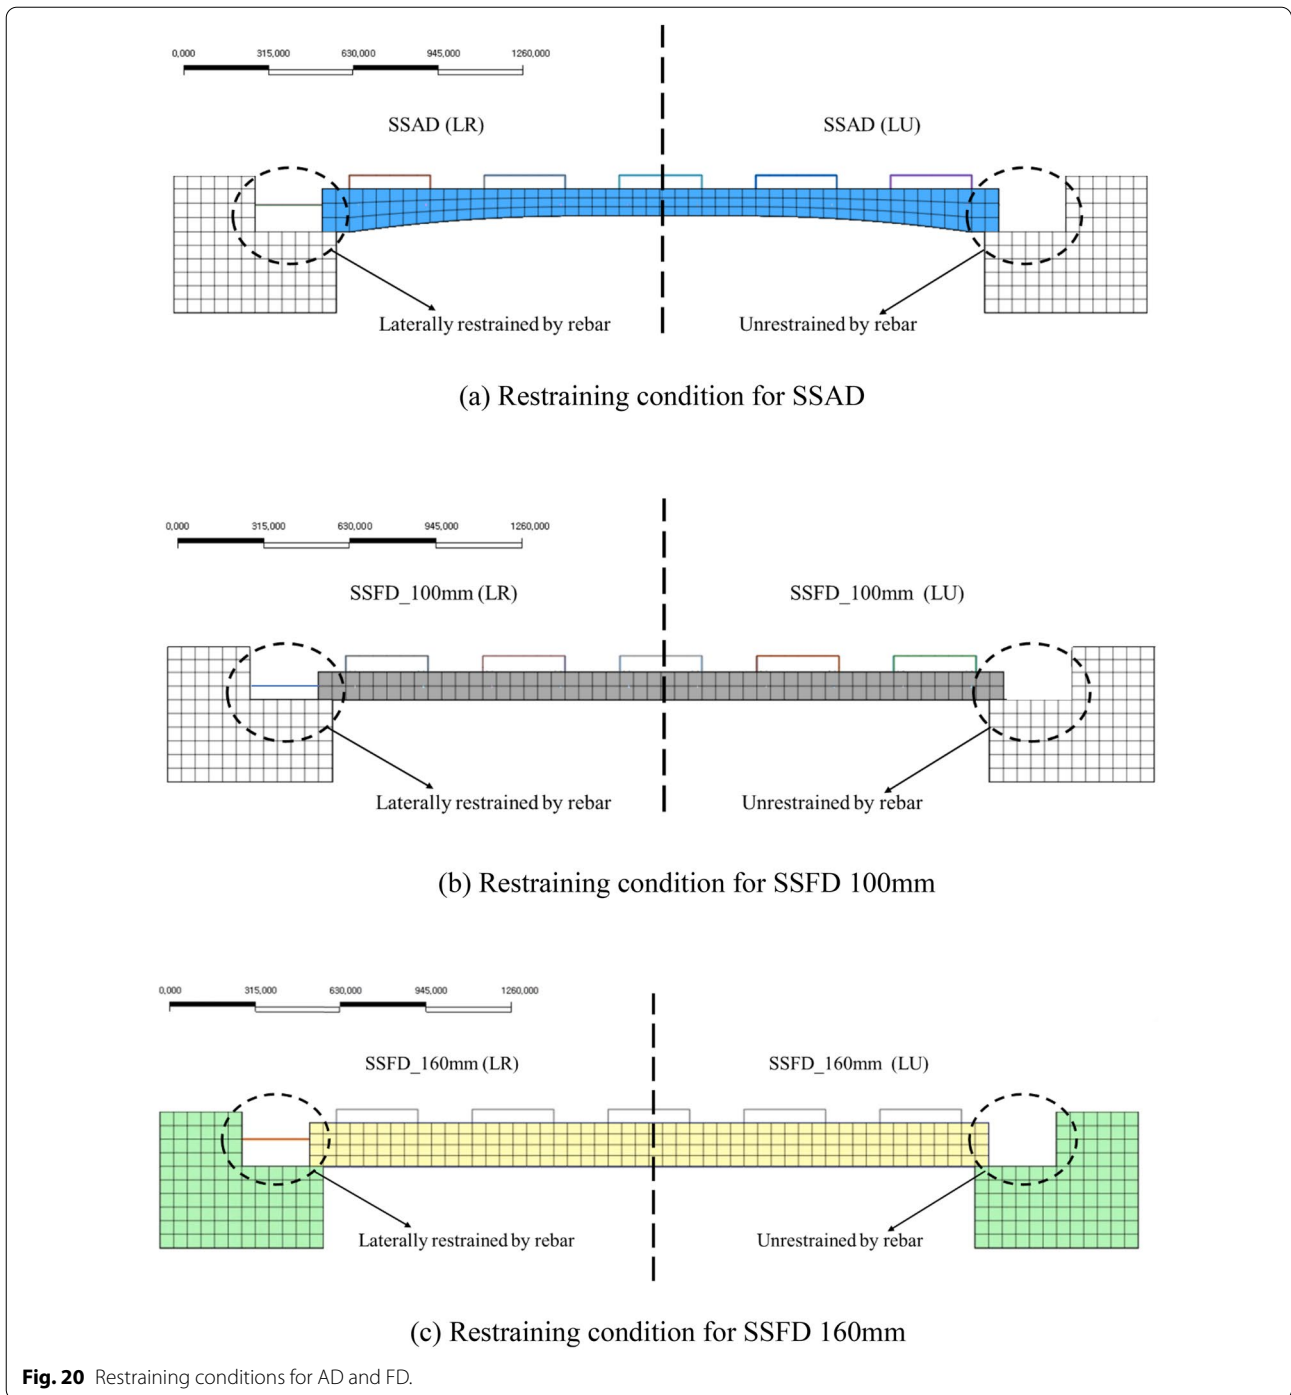 0,000 315,000 630,000 945,000 1260,000
SSAD (LR) SSAD (LU)
Laterally restrained by rebar Unrestrained by rebar
(a) Restraining condition for SSAD
0,000 315,000 630,000 945,000 1260,000
SSFD_100mm (LR) SSFD_100mm (LU)
Laterally restrained by rebar Unrestrained by rebar
(b) Restraining condition for SSFD 100mm
0,000 315,000 630,000 945,000 1260,000
SSFD_160mm (LR) SSFD_160mm (LU)
Laterally restrained by rebar Unrestrained by rebar
(c) Restraining condition for SSFD 160mm
Fig. 20 Restraining conditions for AD and FD.